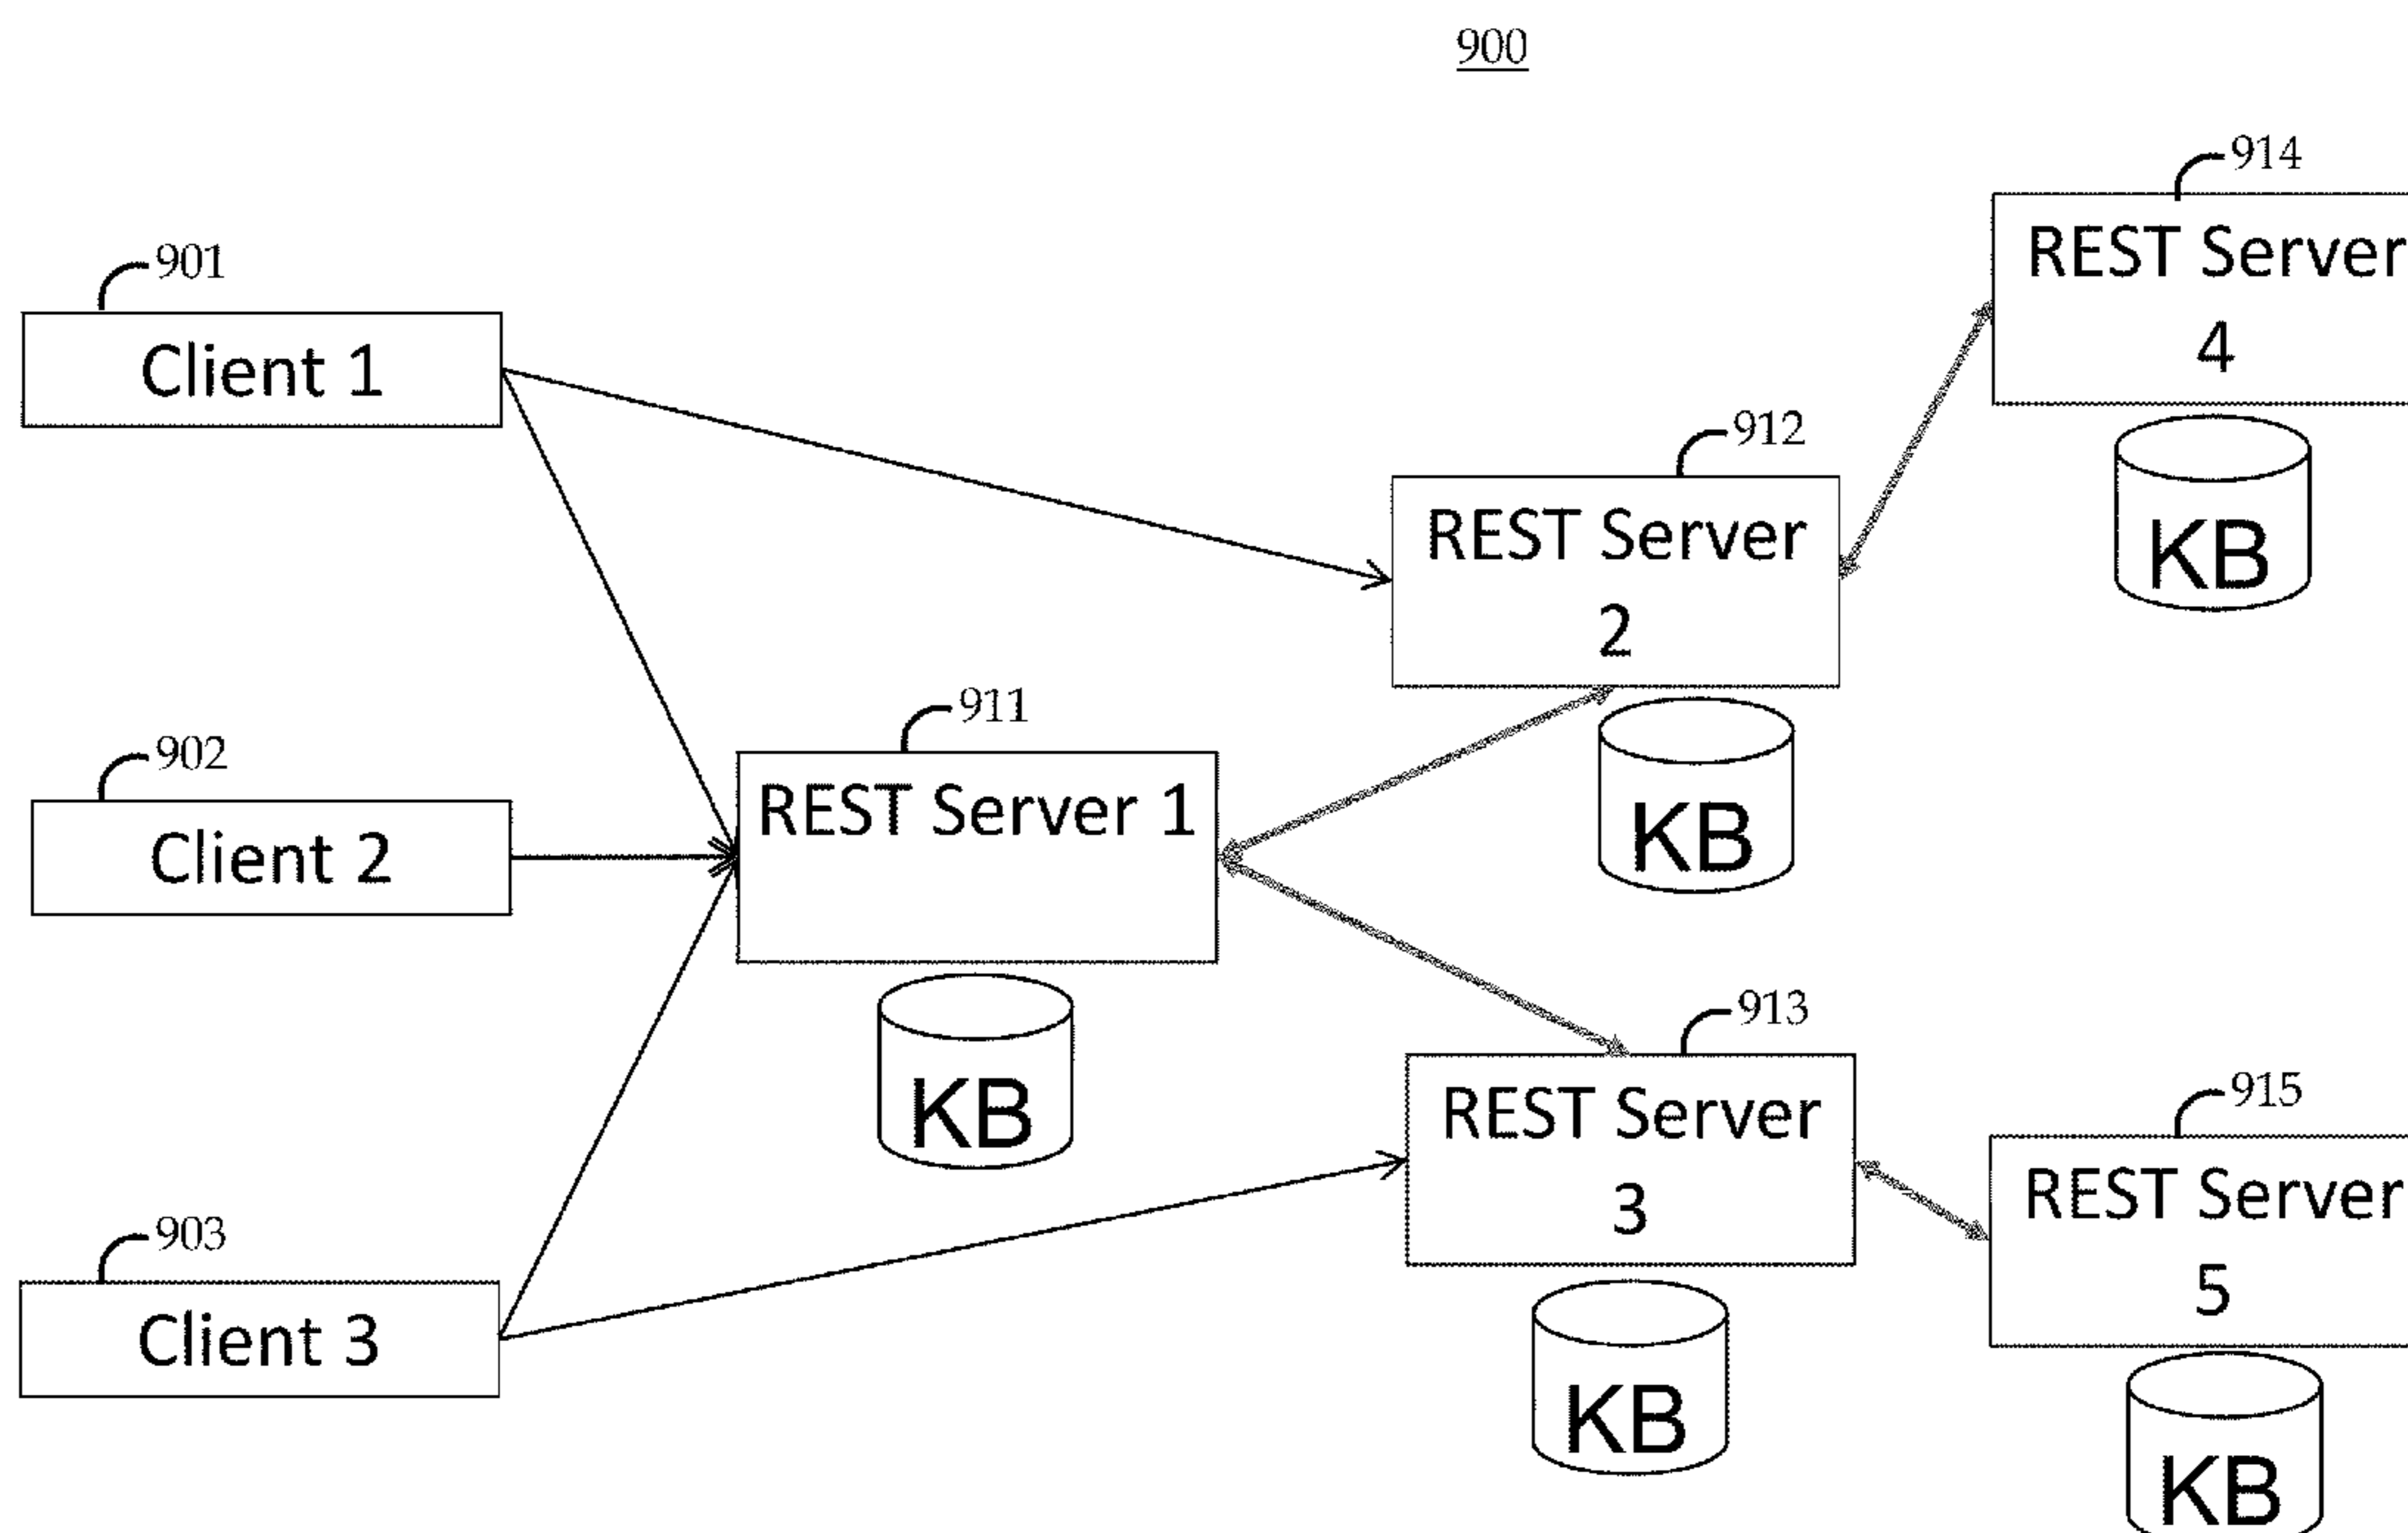 900
914
REST Server
4
KB
901
Client 1
912
REST Server
2
KB
911
REST Server 1
KB
902
Client 2
913
REST Server
3
KB
915
REST Server
5
KB
903
Client 3